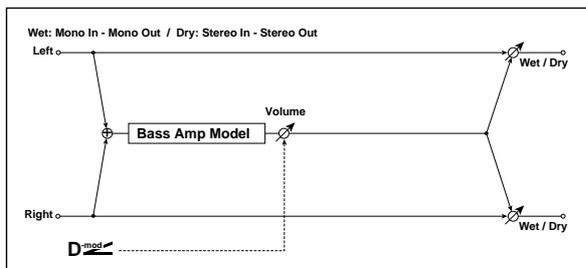 Wet: Mono In - Mono Out / Dry: Stereo In - Stereo Out
Left
Wet / Dry
Volume
Bass Amp Model
Right
Wet / Dry
D-mod